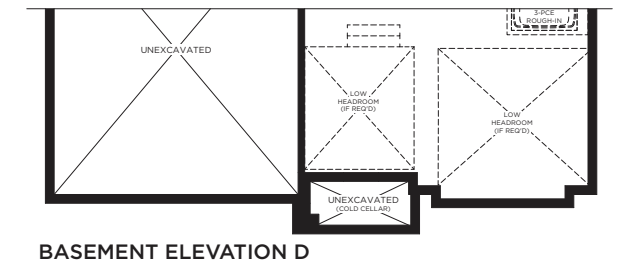 3-PCE
ROUGH-IN
UNEXCAVATED
LOW
HEADROOM
(IF REQ'D)
LOW
HEADROOM
(IF REQ'D)
UNEXCAVATED
(COLD CELLAR)
BASEMENT ELEVATION D